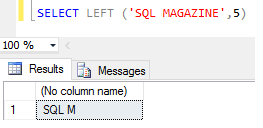 SELECT LEFT ('SQL MAGAZINE',5)
100 %
Results Messages
(No column name)
1 SQL M